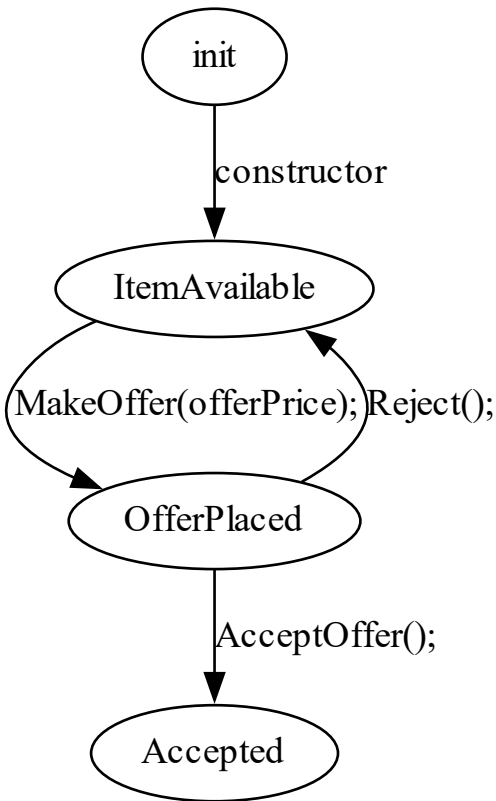 init
constructor
ItemAvailable
MakeOffer(offerPrice); Reject();
OfferPlaced
AcceptOffer();
Accepted